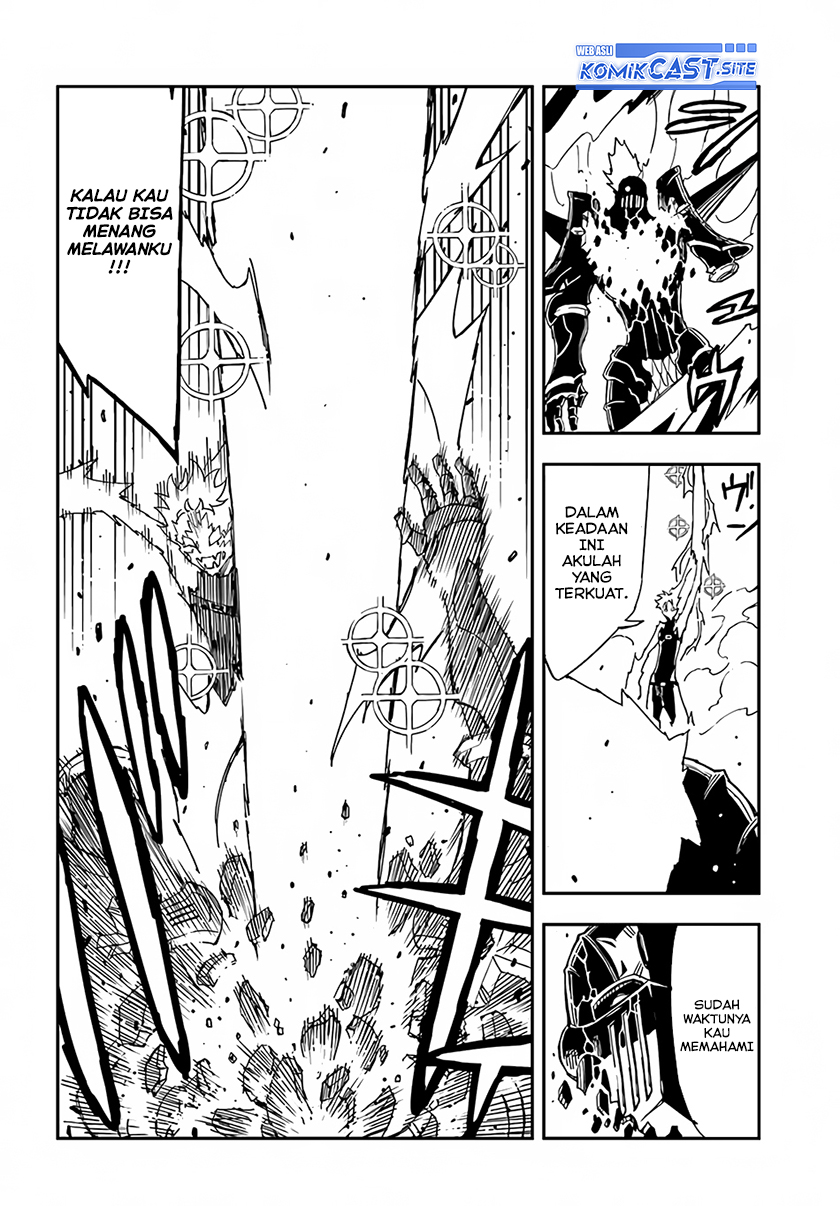 WEB ASLI
KOMIKCAST.SITE
ヴ
DALAM
KEADAAN
INI
AKULAH
YANG
TERKUAT.
SUDAH
WAKTUNYA
KAU
MEMAHAMI
KALAU KAU
TIDAK BISA
MENANG
MELAWANKU
!!!